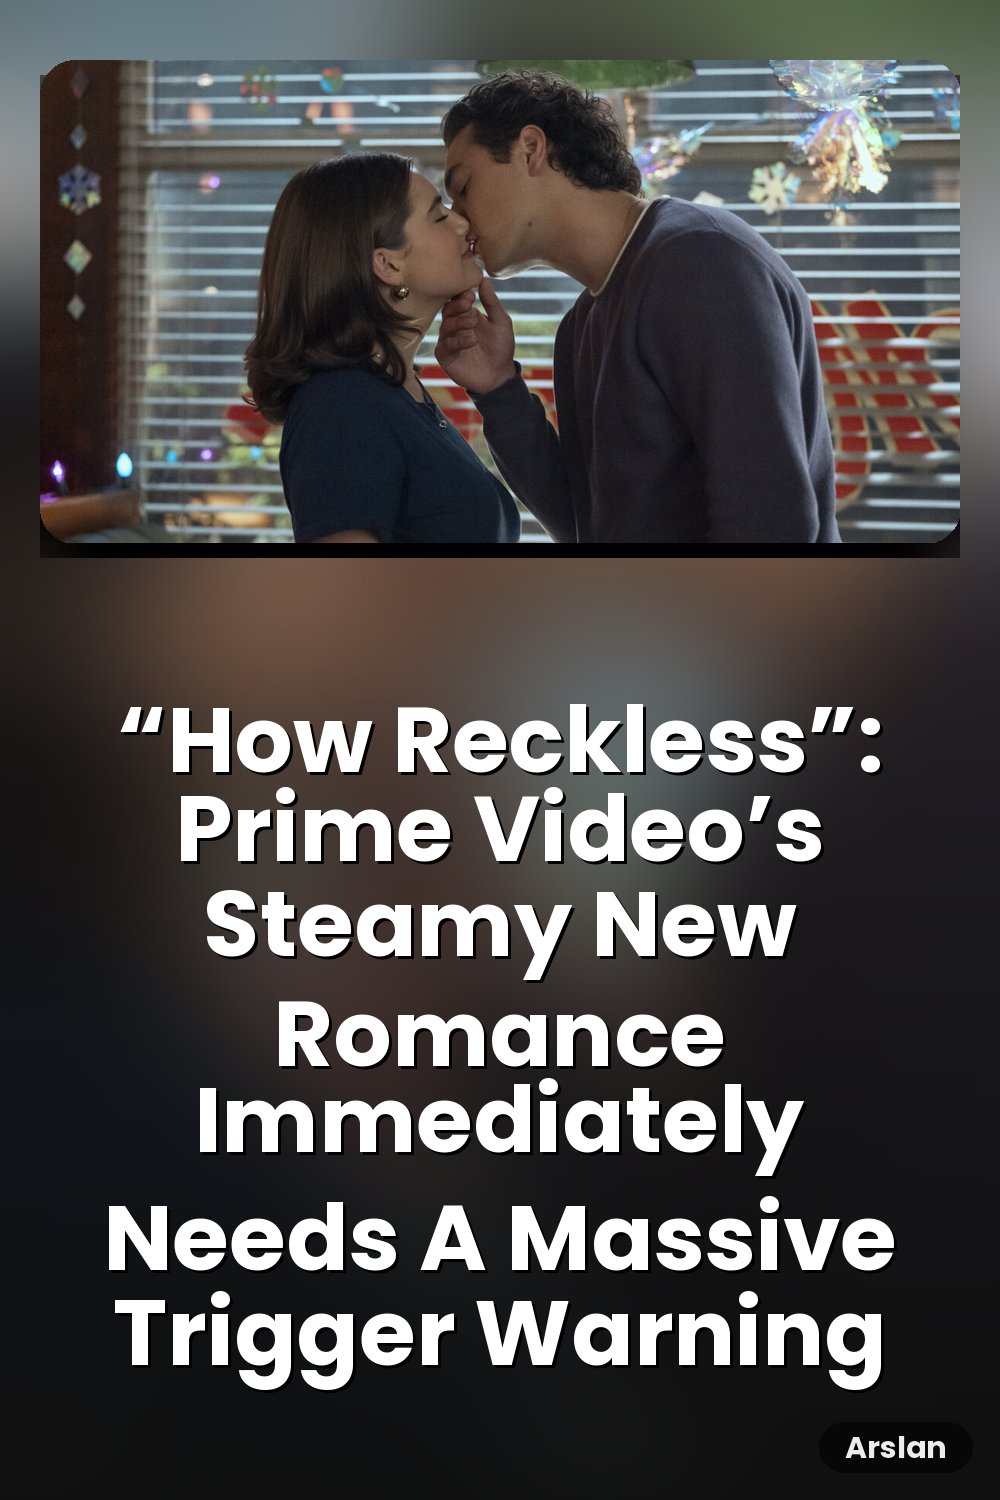 “How Reckless”:
Prime Video’s
Steamy New
Romance
Immediately
Needs A Massive
Trigger Warning
Arslan